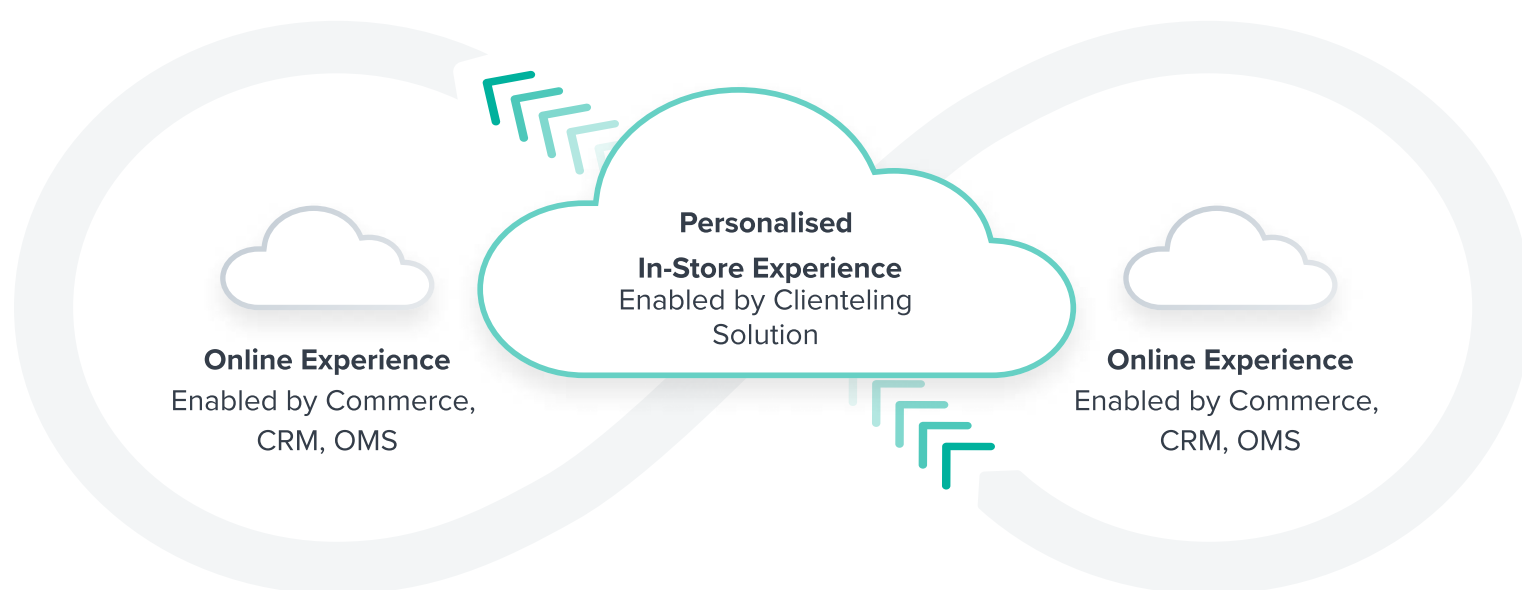 Personalised
In-Store Experience
Enabled by Clienteling
Solution
Online Experience
Enabled by Commerce,
CRM, OMS
Online Experience
Enabled by Commerce,
CRM, OMS